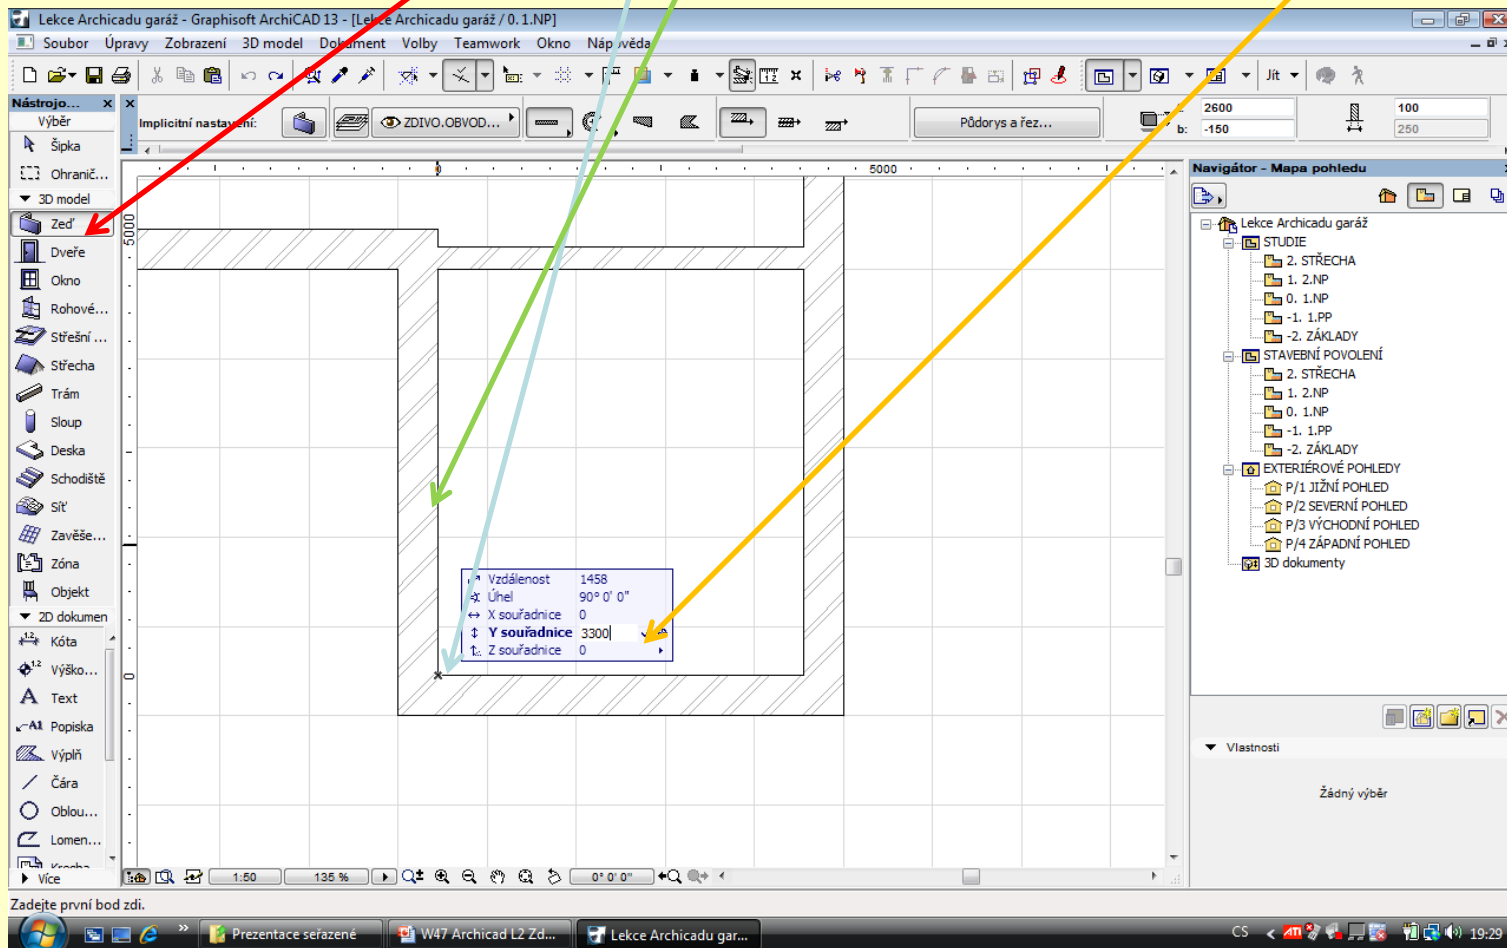 Lekce Archicadu garáž - Graphisoft ArchiCAD 13 - [Lekce Archicadu garáž / 0. 1.NP]
Soubor Úpravy Zobrazení 3D model Dokument Volby Teamwork Okno Nápověda
Jít
Nástrojo...
Výběr
Šipka
Ohranič...
3D model
Zeď
Dveře
Okno
Rohové...
Střešní ...
Střecha
Trám
Sloup
Deska
Schodiště
Síť
Zavěše...
Zóna
Objekt
2D dokumen
Kóta
Výško...
Text
Popiska
Výplň
Čára
Oblou...
Lomen...
Více
Implicitní nastavení:
ZDIVO.OBVOD...
Půdorys a řez...
2600
b: -150
100
250
5000
5000
0
Vzdálenost 1458
Úhel 90° 0' 0"
X souřadnice 0
Y souřadnice 3300
Z souřadnice 0
Navigátor - Mapa pohledu
Lekce Archicadu garáž
STUDIE
2. STŘECHA
1. 2.NP
0. 1.NP
-1. 1.PP
-2. ZÁKLADY
STAVEBNÍ POVOLENÍ
2. STŘECHA
1. 2.NP
0. 1.NP
-1. 1.PP
-2. ZÁKLADY
EXTERIÉROVÉ POHLEDY
P/1 JIŽNÍ POHLED
P/2 SEVERNÍ POHLED
P/3 VÝCHODNÍ POHLED
P/4 ZÁPADNÍ POHLED
3D dokumenty
Vlastnosti
Žádný výběr
1:50 135 % 0° 0' 0"
Zadejte první bod zdi.
Prezentace seřazené
W47 Archicad L2 Zd...
Lekce Archicadu gar...
CS
19:29